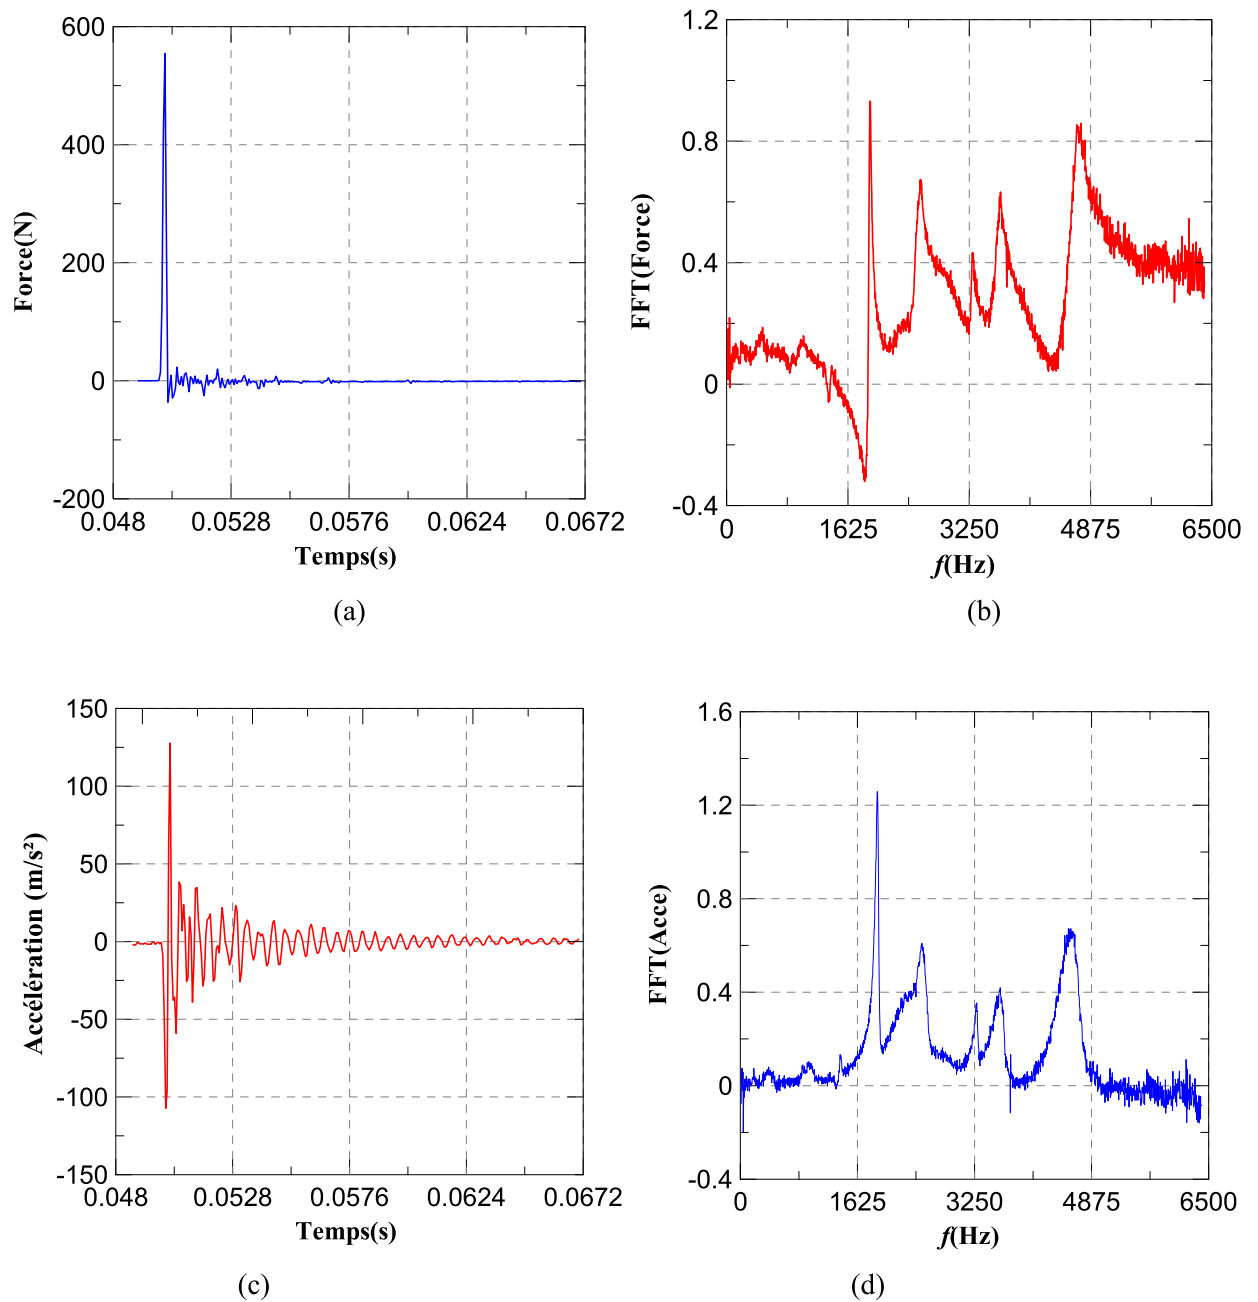 600
400
200
0
-200
0.048 0.0528 0.0576 0.0624 0.0672
Force(N)
Temps(s)
(a)
1.2
0.8
0.4
0
-0.4
0 1625 3250 4875 6500
FFT(Force)
f(Hz)
(b)
150
100
50
0
-50
-100
-150
0.048 0.0528 0.0576 0.0624 0.0672
Accélération (m/s²)
Temps(s)
(c)
1.6
1.2
0.8
0.4
0
-0.4
0 1625 3250 4875 6500
FFT(Acce)
f(Hz)
(d)